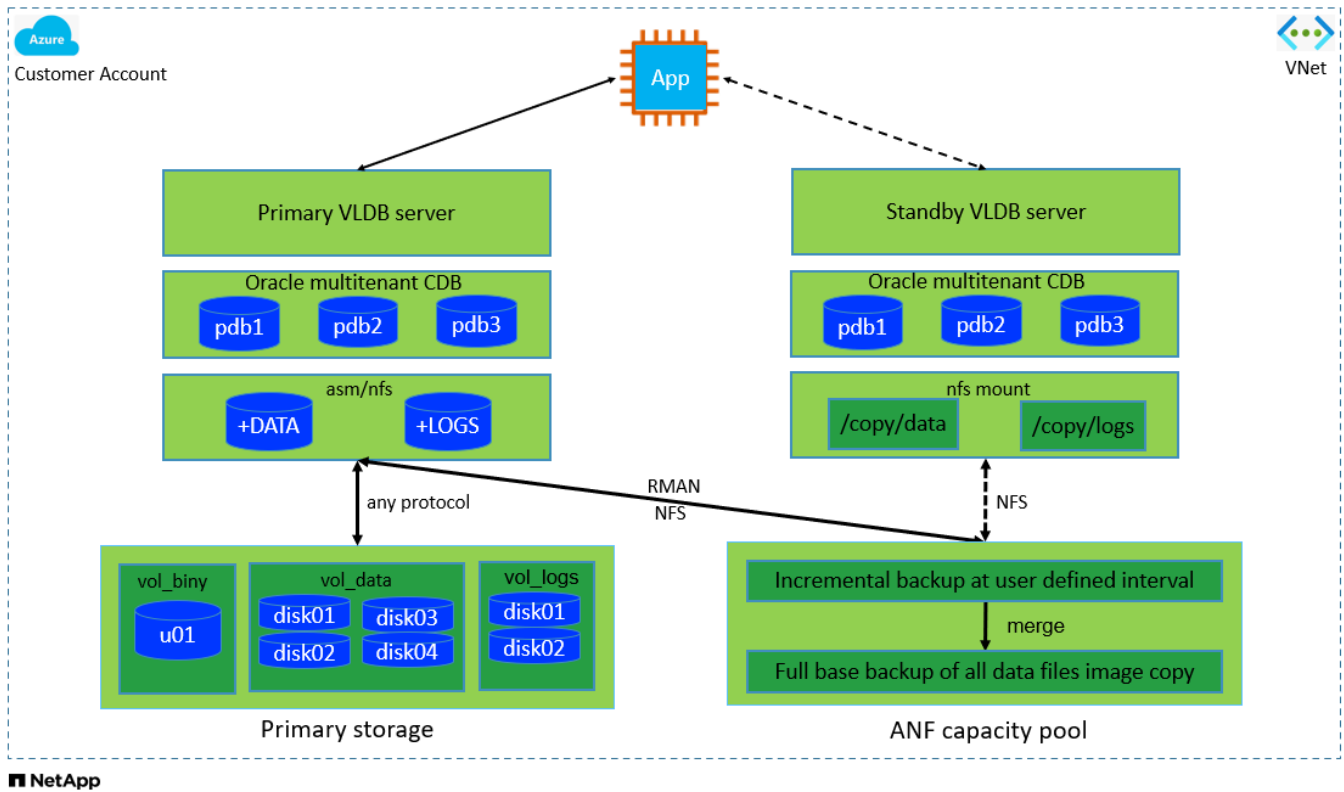 Azure
Customer Account
VNet
App
Primary VLDB server
Standby VLDB server
Oracle multitenant CDB
pdb1 pdb2 pdb3
Oracle multitenant CDB
pdb1 pdb2 pdb3
asm/nfs
+DATA +LOGS
nfs mount
/copy/data /copy/logs
any protocol
RMAN
NFS
NFS
vol_biny
u01
vol_data
disk01 disk03
disk02 disk04
vol_logs
disk01
disk02
Incremental backup at user defined interval
merge
Full base backup of all data files image copy
Primary storage
ANF capacity pool
NetApp